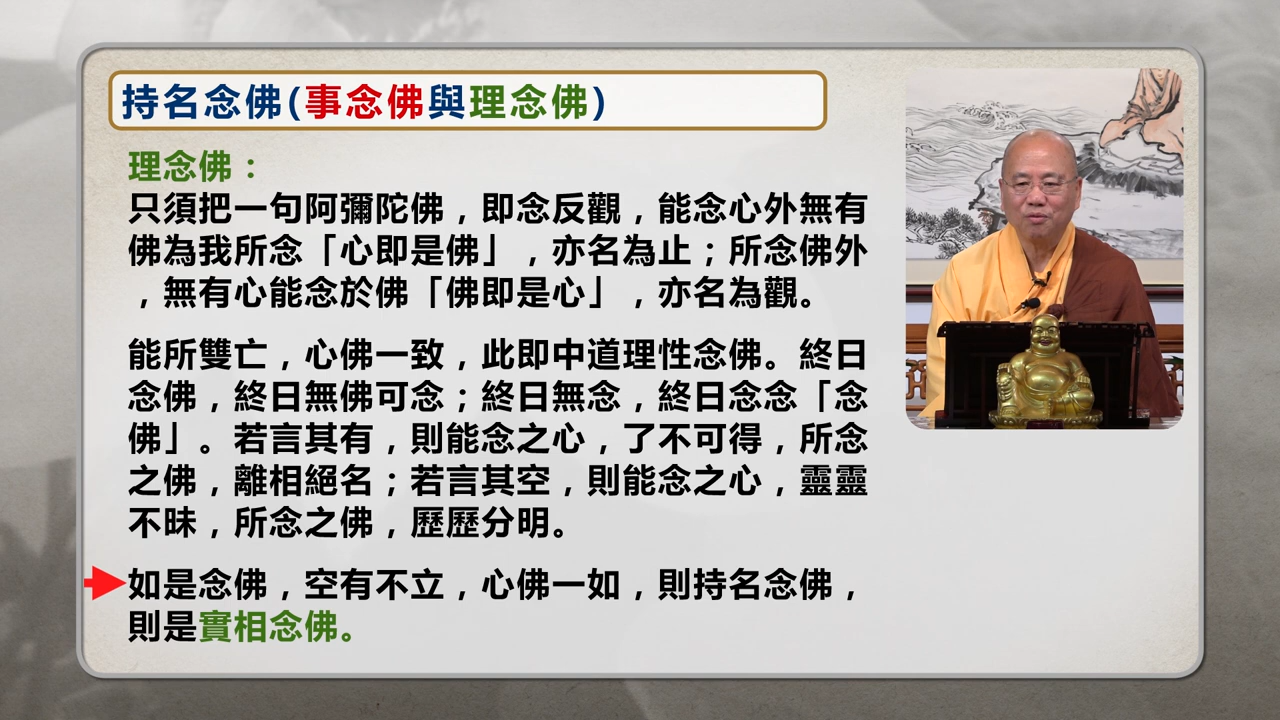 持名念佛(事念佛與理念佛)
理念佛：
只須把一句阿彌陀佛，即念反觀，能念心外無有
佛為我所念「心即是佛」，亦名為止；所念佛外
，無有心能念於佛「佛即是心」，亦名為觀。
能所雙亡，心佛一致，此即中道理性念佛。終日
念佛，終日無佛可念；終日無念，終日念念「念
佛」。若言其有，則能念之心，了不可得，所念
之佛，離相絕名；若言其空，則能念之心，靈靈
不昧，所念之佛，歷歷分明。
如是念佛，空有不立，心佛一如，則持名念佛，
則是實相念佛。